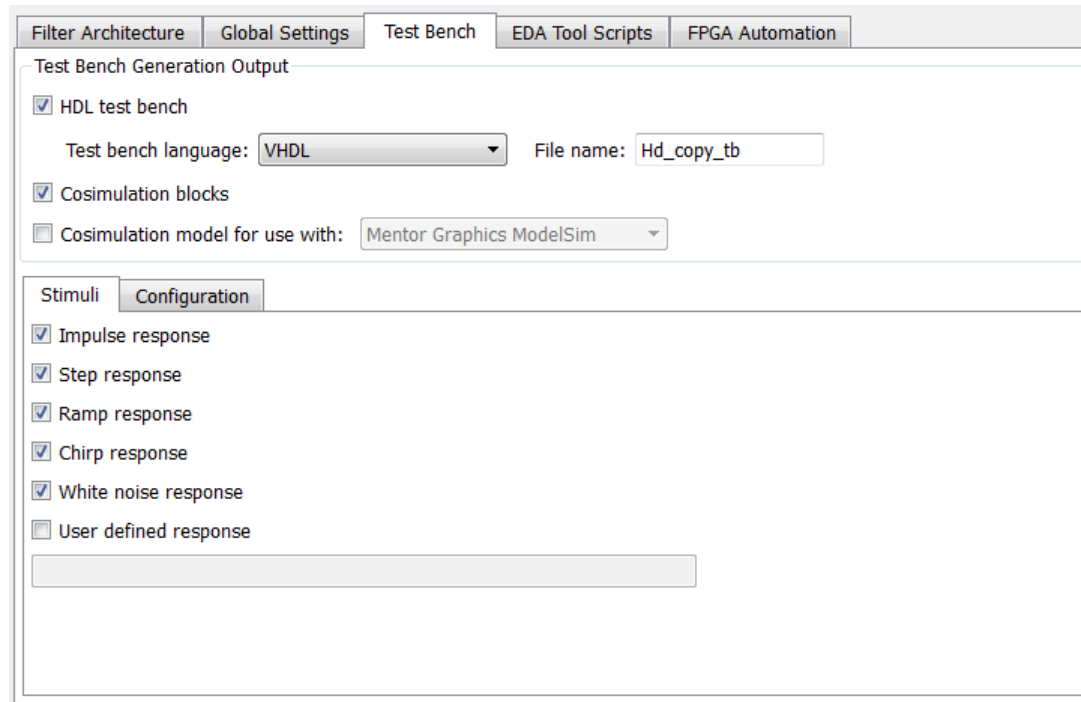 Filter Architecture Global Settings Test Bench EDA Tool Scripts FPGA Automation
Test Bench Generation Output
HDL test bench
Test bench language: VHDL File name: Hd_copy_tb
Cosimulation blocks
Cosimulation model for use with: Mentor Graphics ModelSim
Stimuli Configuration
Impulse response
Step response
Ramp response
Chirp response
White noise response
User defined response